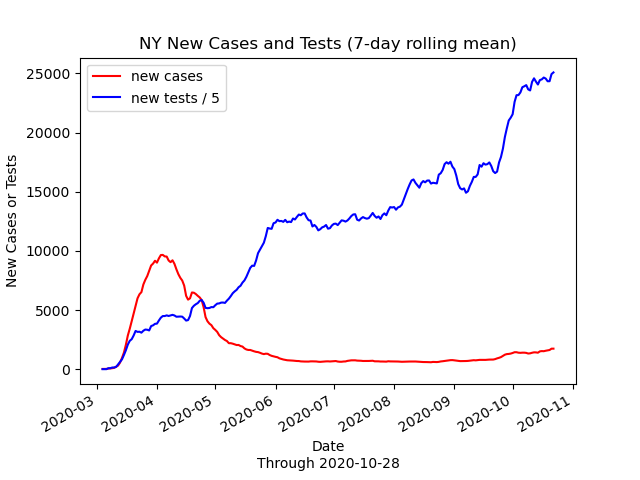 NY New Cases and Tests (7-day rolling mean)
new cases
new tests / 5
25000
20000
15000
10000
5000
0
New Cases or Tests
2020-03
2020-04
2020-05
2020-06
2020-07
2020-08
2020-09
2020-10
2020-11
Date
Through 2020-10-28